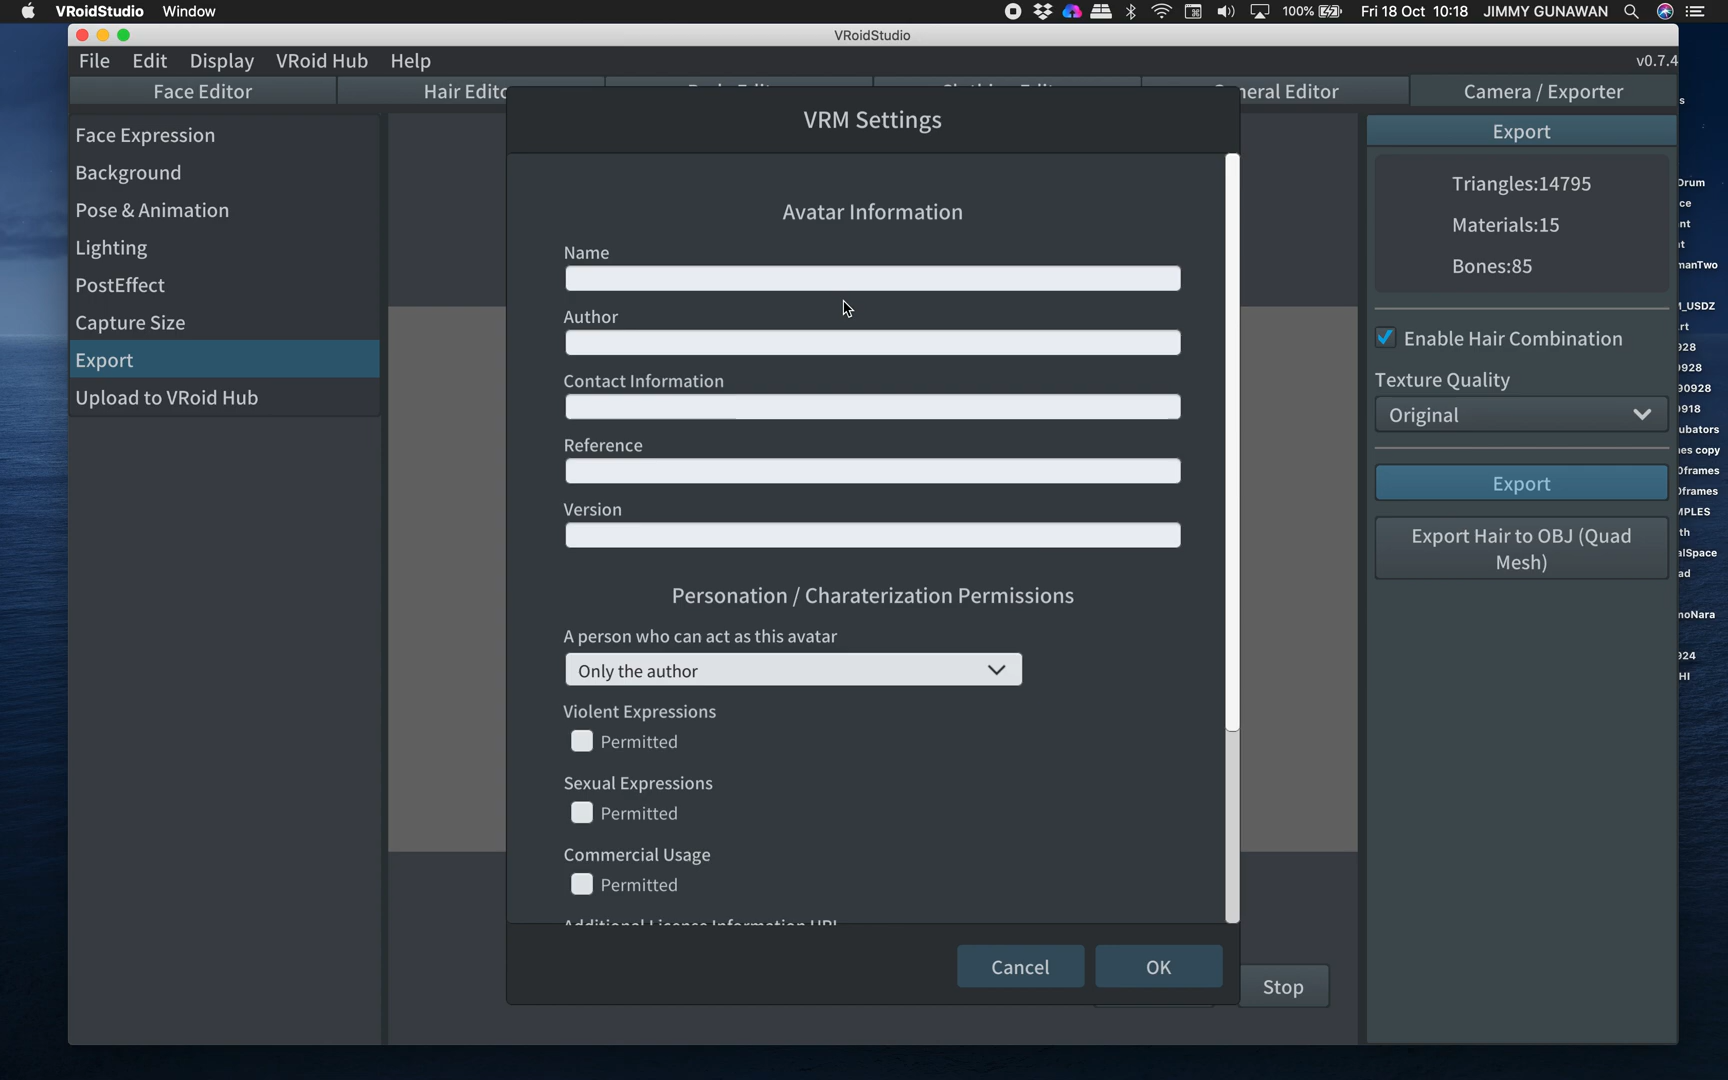 VRoidStudio Window 100% Fri 18 Oct 10:18 JIMMY GUNAWAN
VRoidStudio
File Edit Display VRoid Hub Help v0.7.4
Face Editor Hair Camera / Exporter
Editor
Face Expression
Background
Pose & Animation
Lighting
PostEffect
Capture Size
Export
Upload to VRoid Hub
VRM Settings
Avatar Information
Name
Author
Contact Information
Reference
Version
Personation / Charaterization Permissions
A person who can act as this avatar
Only the author
Violent Expressions
Permitted
Sexual Expressions
Permitted
Commercial Usage
Permitted
Additional License Information URL
Cancel OK
Stop
Export
Triangles:14795
Materials:15
Bones:85
Enable Hair Combination
Texture Quality
Original
Export
Export Hair to OBJ (Quad
Mesh)